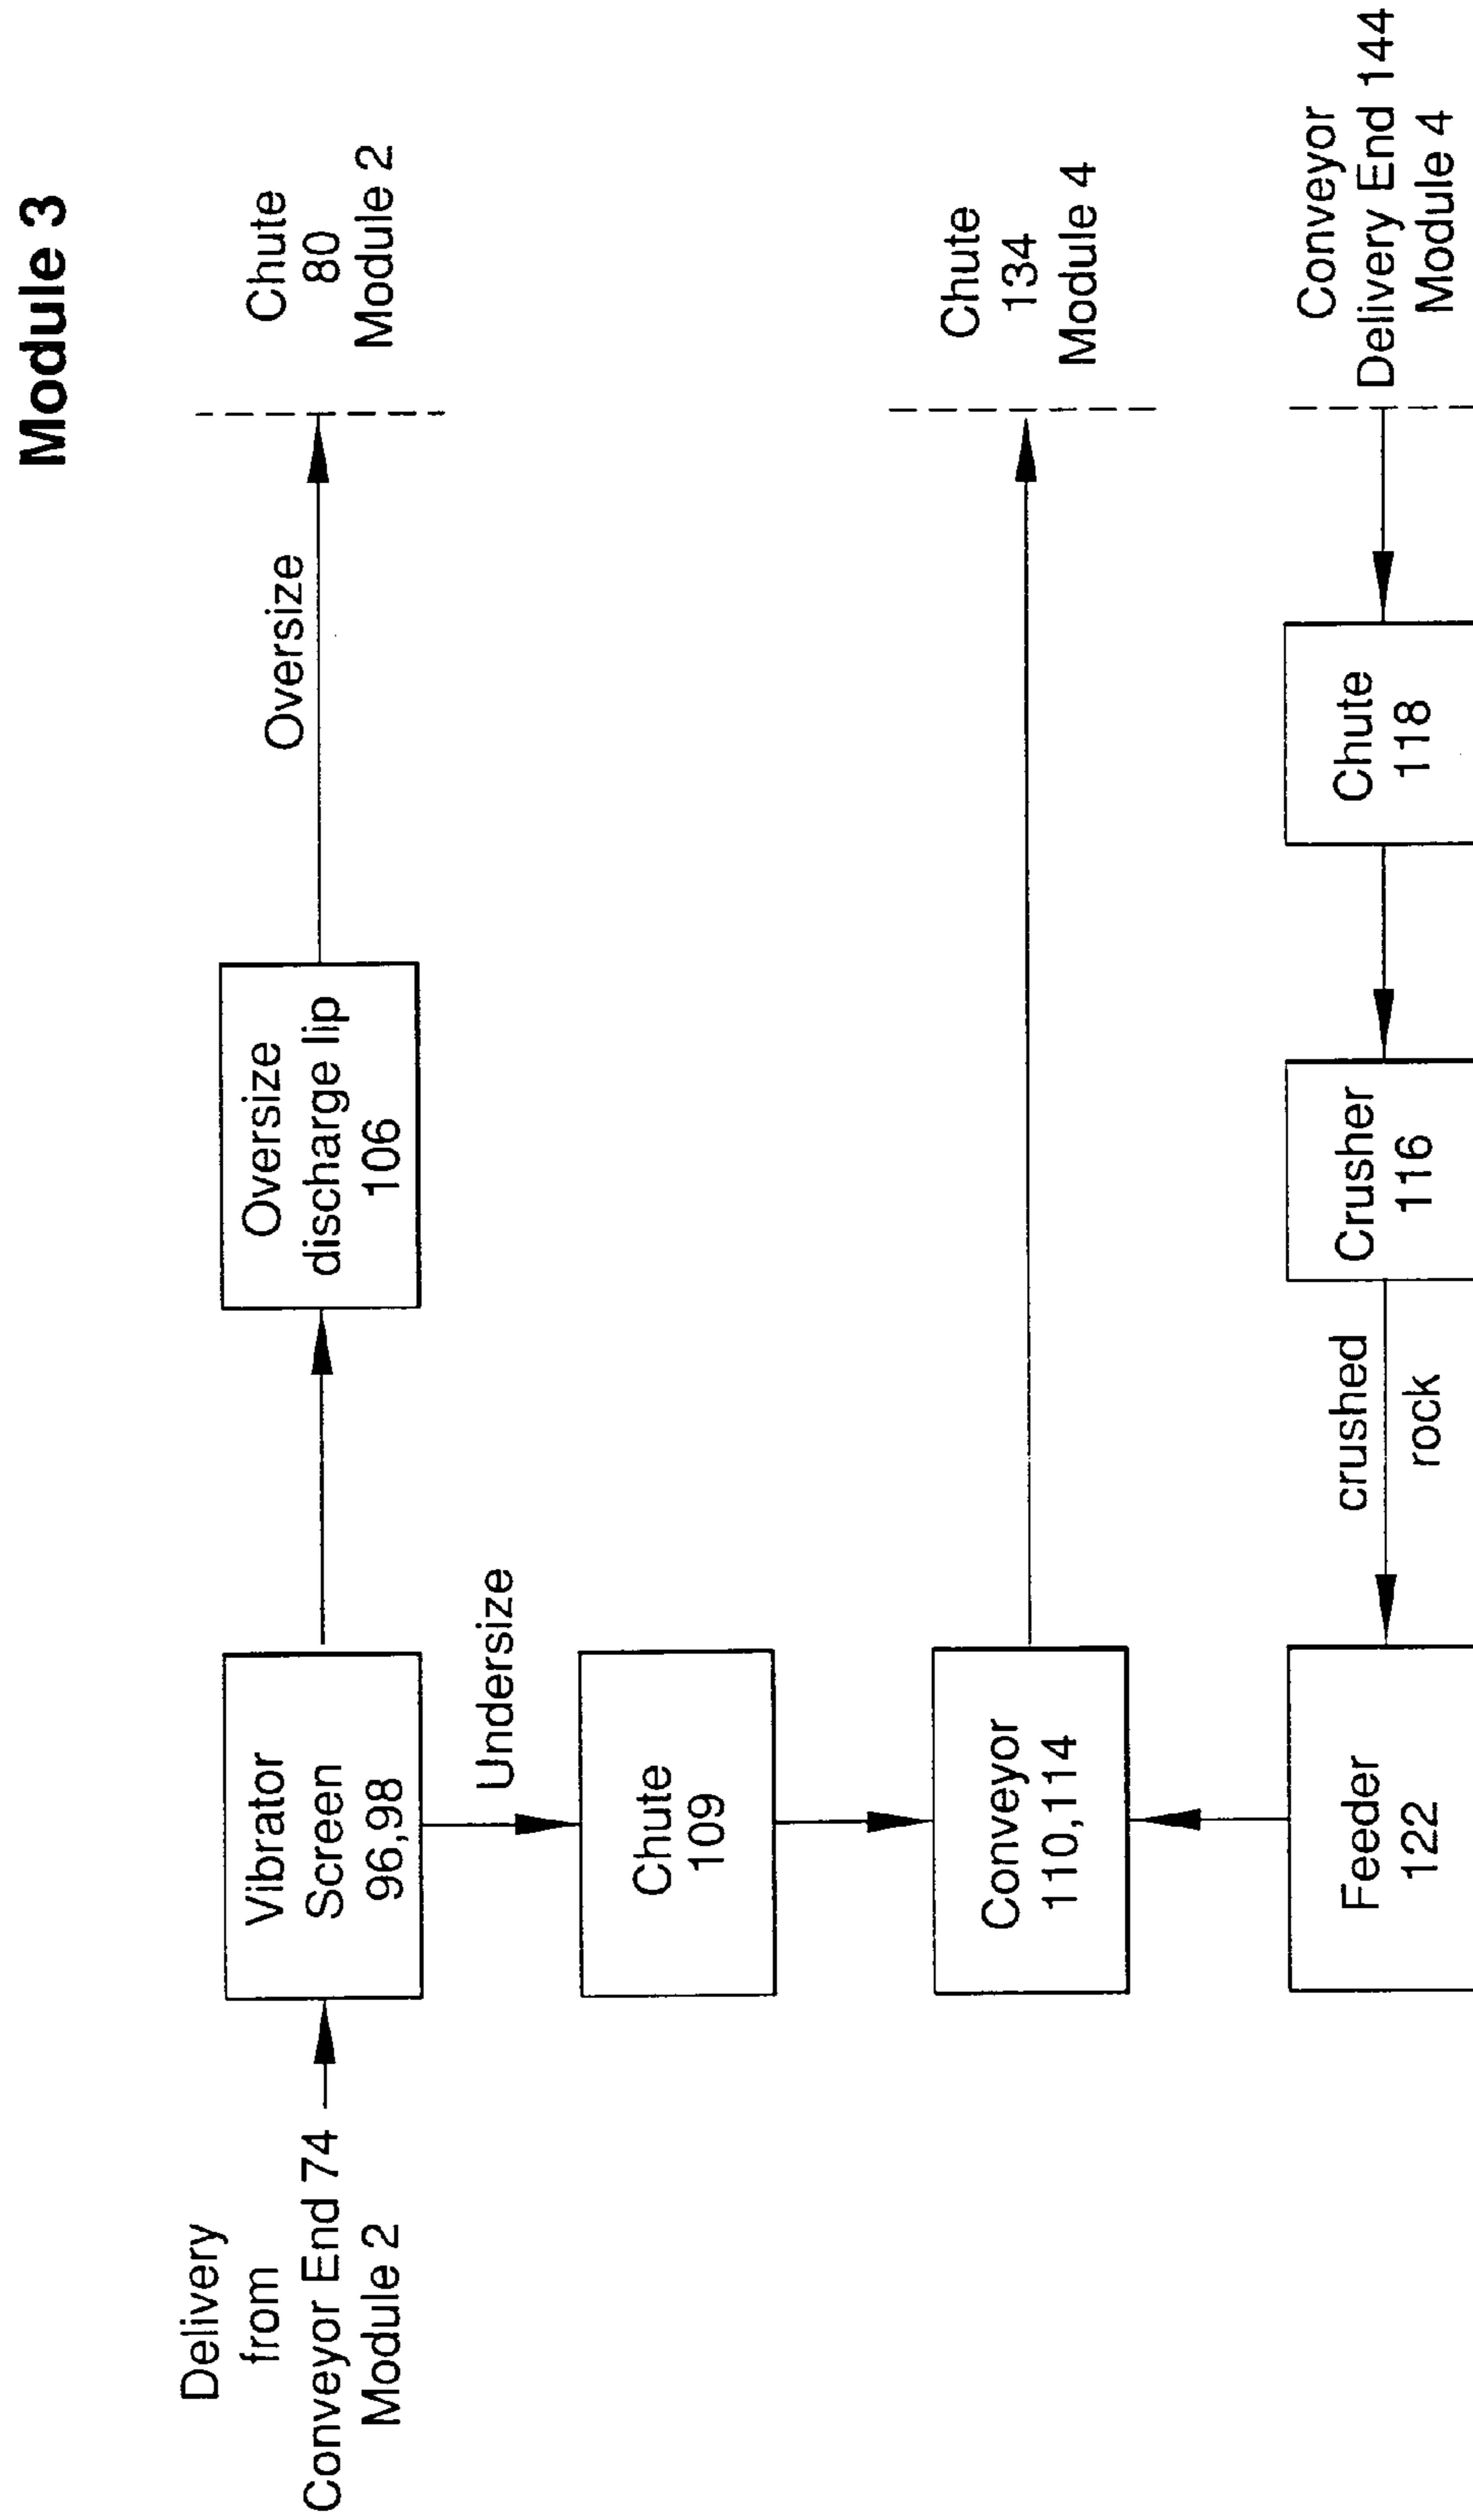 Module 3
Delivery
from
Conveyor End 74
Module 2
Vibrator
Screen
96,98
Oversize
discharge lip
106
Oversize
Chute
80
Module 2
Undersize
Chute
109
Conveyor
110,114
Chute
134
Module 4
Feeder
122
crushed
rock
Crusher
116
Chute
118
Conveyor
Delivery End 144
Module 4